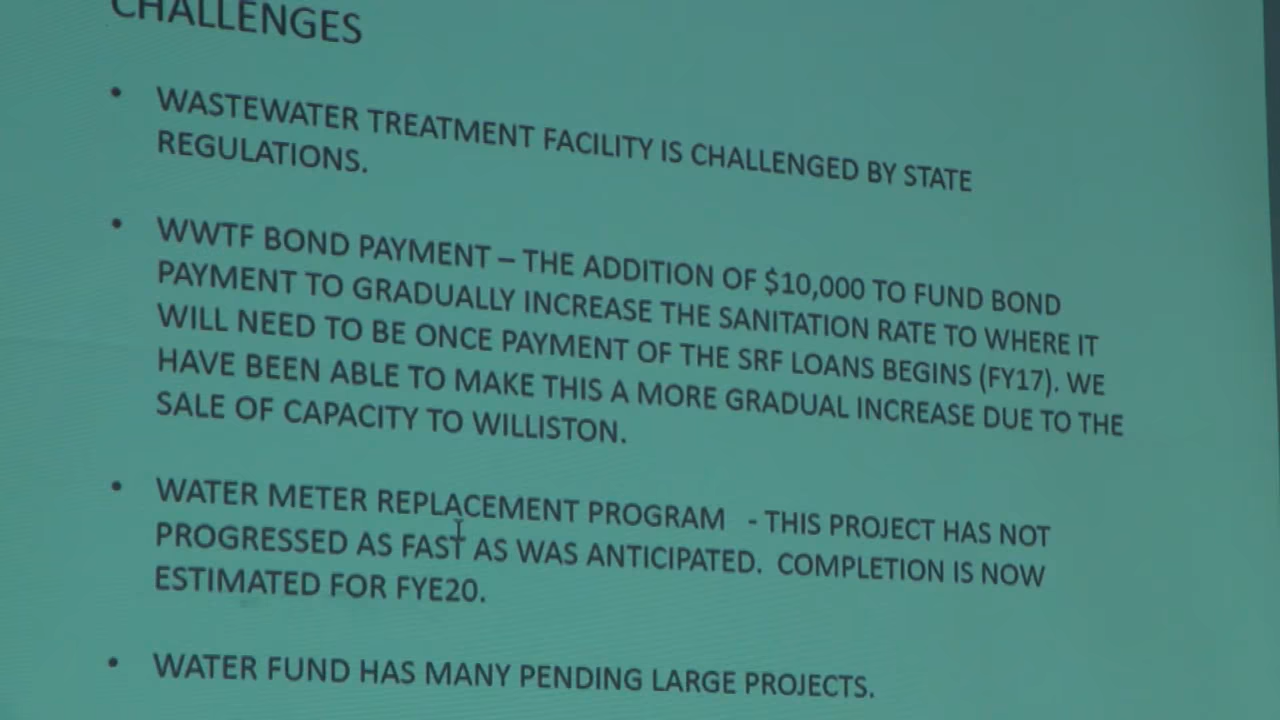 CHALLENGES
• WASTEWATER TREATMENT FACILITY IS CHALLENGED BY STATE
REGULATIONS.
• WWTF BOND PAYMENT – THE ADDITION OF $10,000 TO FUND BOND
PAYMENT TO GRADUALLY INCREASE THE SANITATION RATE TO WHERE IT
WILL NEED TO BE ONCE PAYMENT OF THE SRF LOANS BEGINS (FY17). WE
HAVE BEEN ABLE TO MAKE THIS A MORE GRADUAL INCREASE DUE TO THE
SALE OF CAPACITY TO WILLISTON.
• WATER METER REPLACEMENT PROGRAM - THIS PROJECT HAS NOT
PROGRESSED AS FAST AS WAS ANTICIPATED. COMPLETION IS NOW
ESTIMATED FOR FYE20.
• WATER FUND HAS MANY PENDING LARGE PROJECTS.